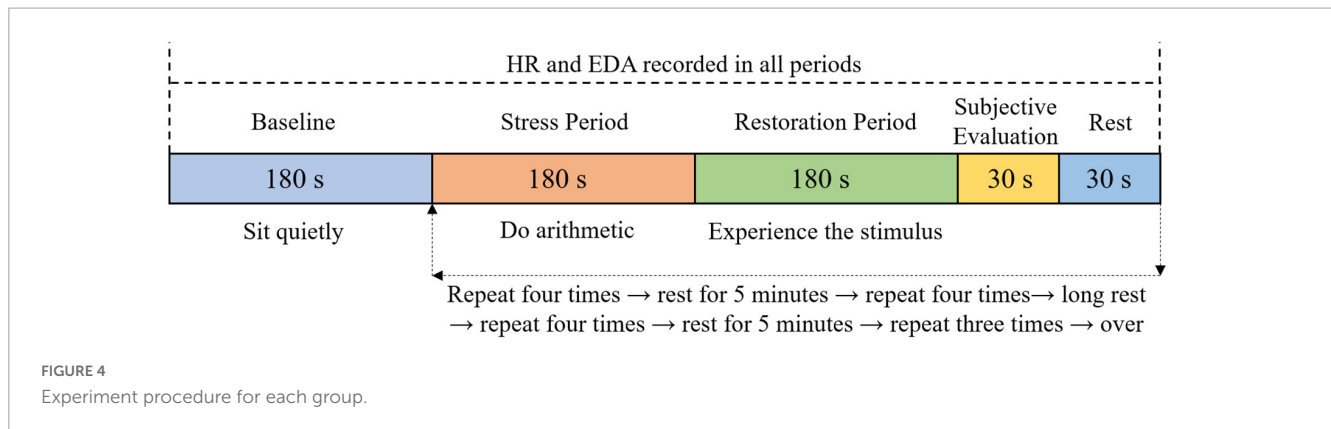 HR and EDA recorded in all periods
Baseline
Stress Period
Restoration Period
Subjective
Evaluation
Rest
180 s
180 s
180 s
30 s
30 s
Sit quietly
Do arithmetic
Experience the stimulus
Repeat four times → rest for 5 minutes → repeat four times→ long rest
→ repeat four times → rest for 5 minutes → repeat three times → over
FIGURE 4
Experiment procedure for each group.